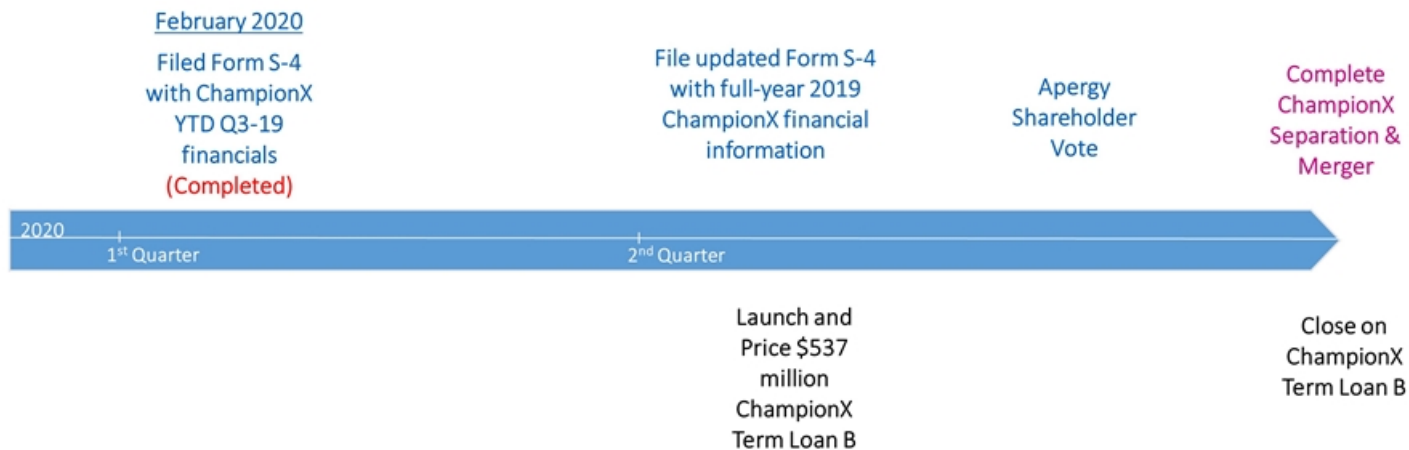 February 2020
Filed Form S-4
with ChampionX
YTD Q3-19
financials
(Completed)
File updated Form S-4
with full-year 2019
ChampionX financial
information
Apergy
Shareholder
Vote
Complete
ChampionX
Separation &
Merger
2020
1st Quarter
2nd Quarter
Launch and
Price $537
million
ChampionX
Term Loan B
Close on
ChampionX
Term Loan B